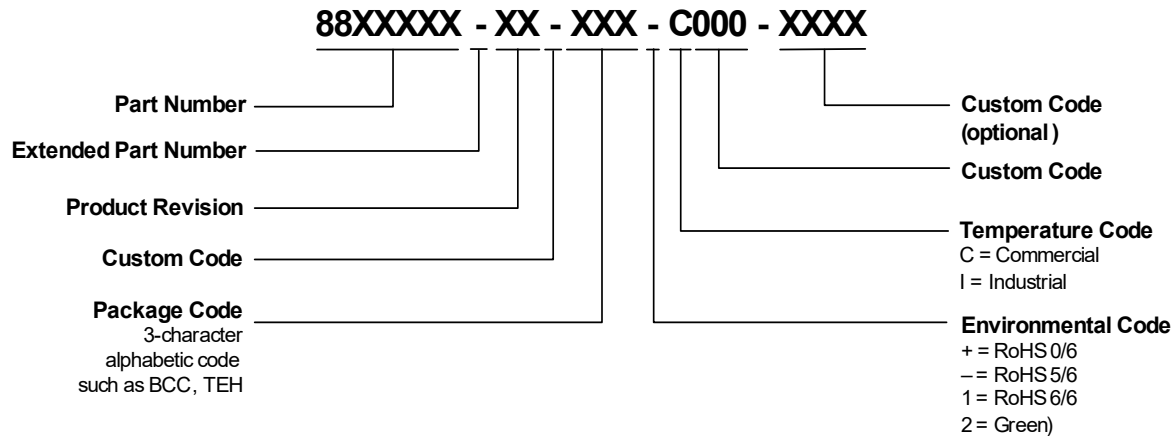 88XXXXX - XX - XXX - C000 - XXXX
Part Number
Extended Part Number
Product Revision
Custom Code
Package Code
3-character
alphabetic code
such as BCC, TEH
Custom Code
(optional)
Custom Code
Temperature Code
C = Commercial
I = Industrial
Environmental Code
+ = RoHS 0/6
– = RoHS 5/6
1 = RoHS 6/6
2 = Green)